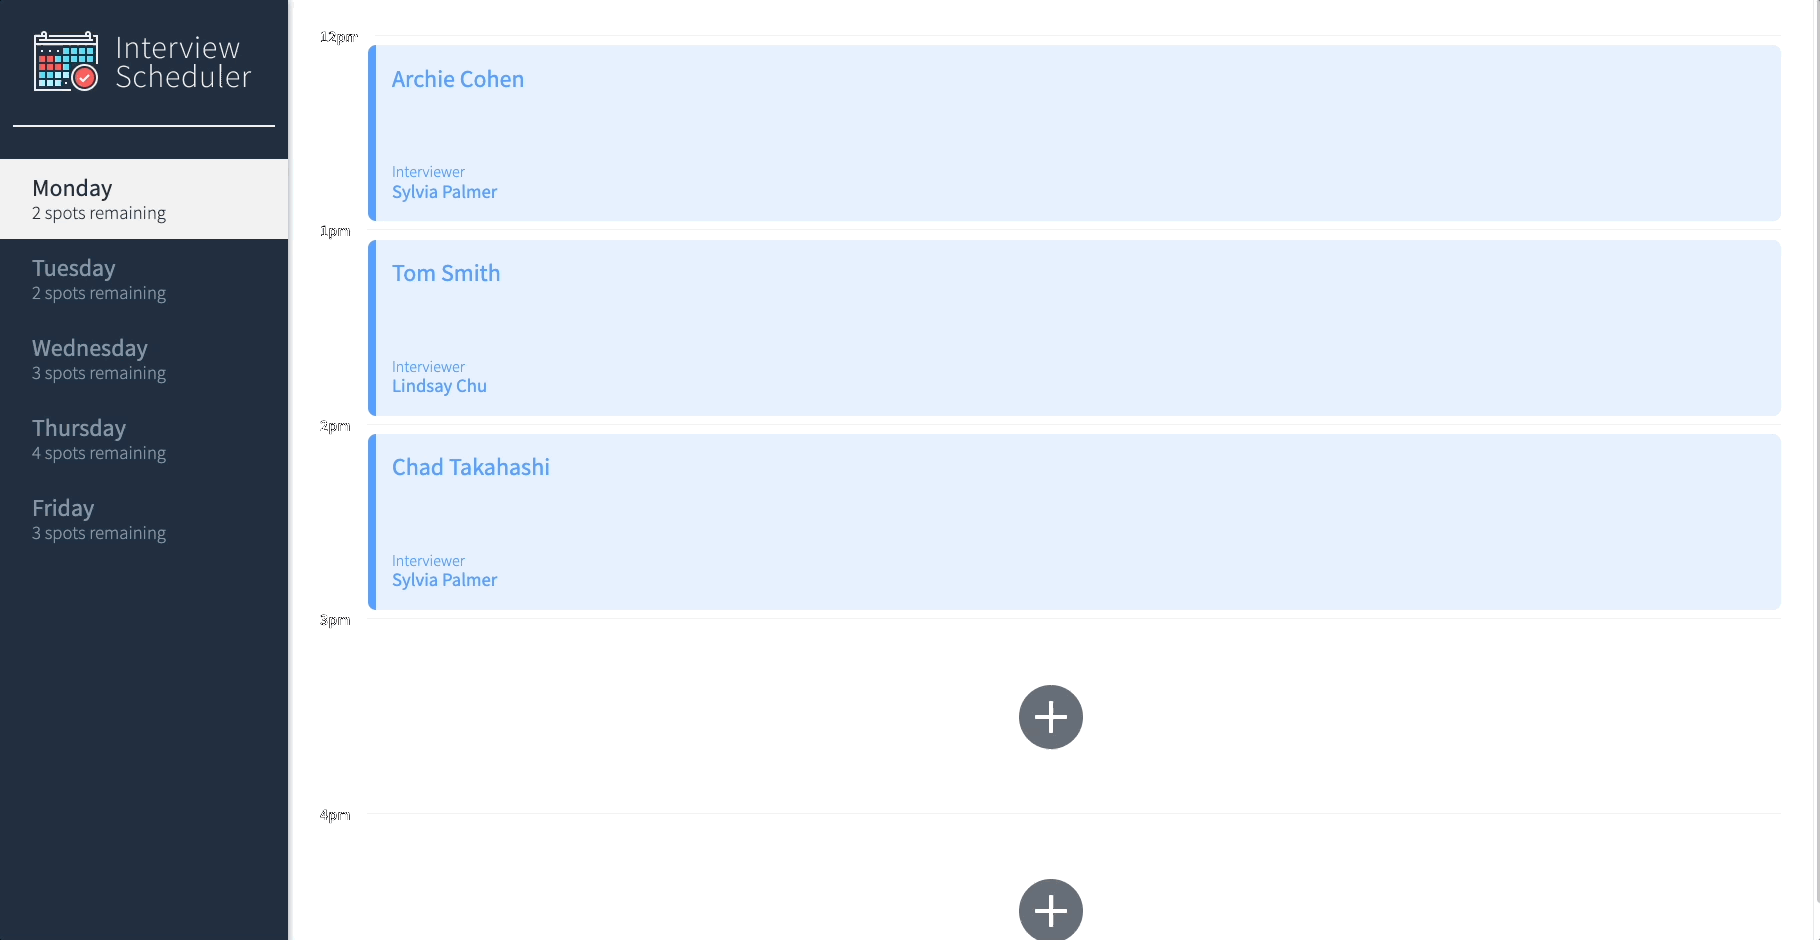 Interview
Scheduler
Monday
2 spots remaining
Tuesday
2 spots remaining
Wednesday
3 spots remaining
Thursday
4 spots remaining
Friday
3 spots remaining
12pm
Archie Cohen
Interviewer
Sylvia Palmer
1pm
Tom Smith
Interviewer
Lindsay Chu
2pm
Chad Takahashi
Interviewer
Sylvia Palmer
3pm
4pm